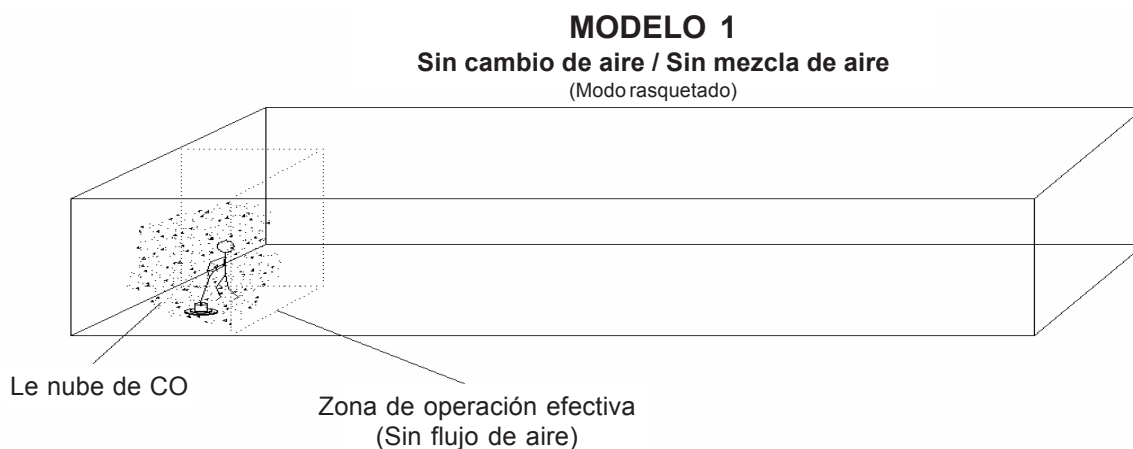 MODELO 1
Sin cambio de aire / Sin mezcla de aire
(Modo rasquetado)
Le nube de CO
Zona de operación efectiva
(Sin flujo de aire)